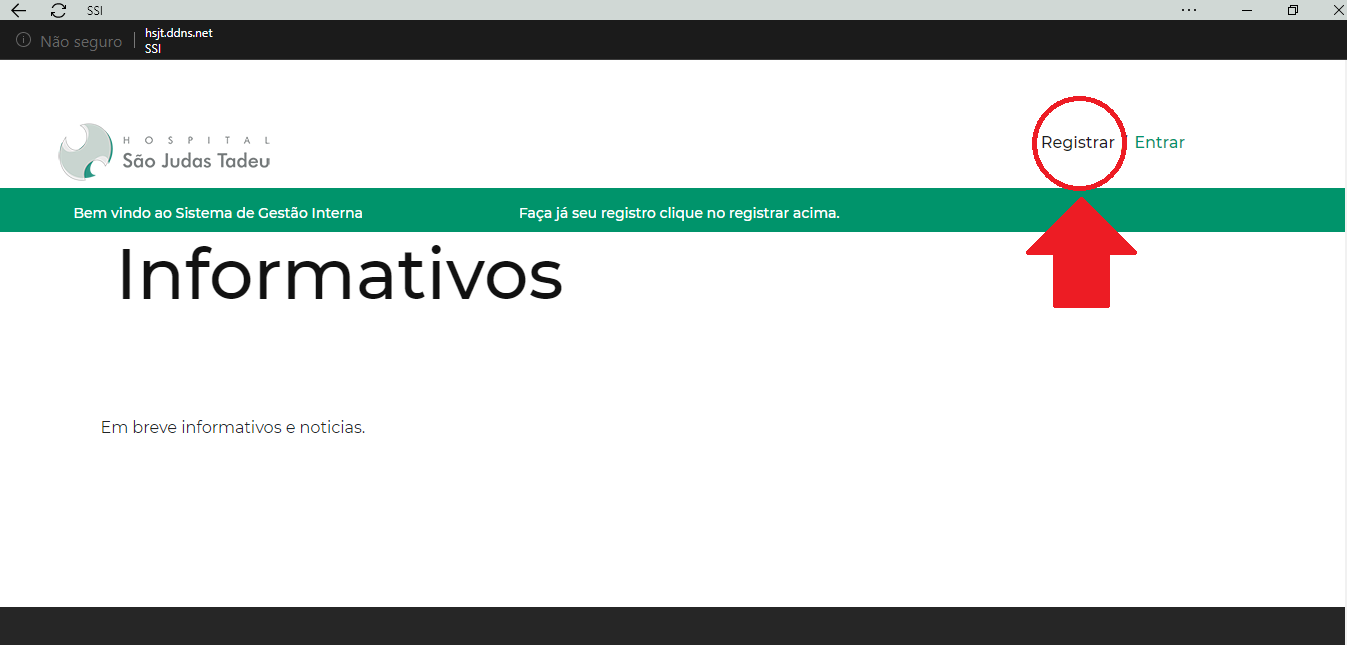 SSI
Não seguro
hsjt.ddns.net
SSI
HOSPITAL
São Judas Tadeu
Registrar
Entrar
Bem vindo ao Sistema de Gestão Interna
Faça já seu registro clique no registrar acima.
Informativos
Em breve informativos e noticias.